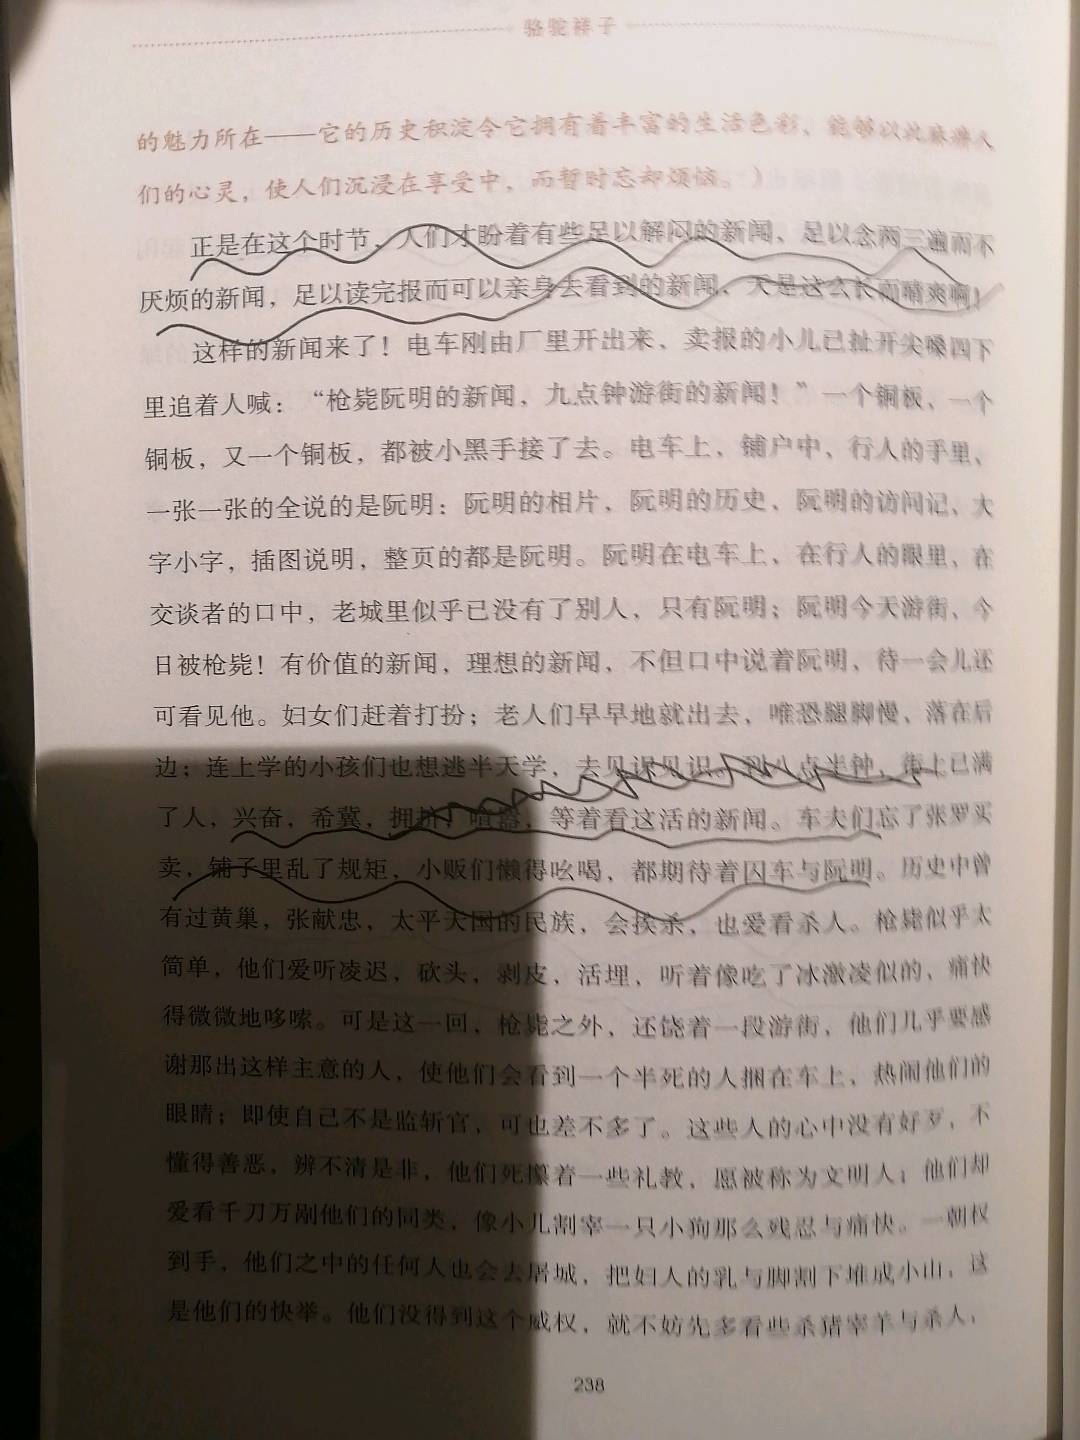 骆驼祥子
的魅力所在——它的历史积淀令它拥有着丰富的生活色彩，能够以此麻痹人
们的心灵，使人们沉浸在享受中，而暂时忘却烦恼。）
正是在这个时节，人们才盼着有些足以解闷的新闻，足以念两三遍而不
厌烦的新闻，足以读完报而可以亲身去看到的新闻，天是这么长而晴爽啊！
这样的新闻来了！电车刚由厂里开出来，卖报的小儿已扯开尖嗓四下
里追着人喊：“枪毙阮明的新闻，九点钟游街的新闻！”一个铜板，一个
铜板，又一个铜板，都被小黑手接了去。电车上，铺户中，行人的手里，
一张一张的全说的是阮明：阮明的相片，阮明的历史，阮明的访问记，大
字小字，插图说明，整页的都是阮明。阮明在电车上，在行人的眼里，在
交谈者的口中，老城里似乎已没有了别人，只有阮明；阮明今天游街，今
日被枪毙！有价值的新闻，理想的新闻，不但口中说着阮明，待一会儿还
可看见他。妇女们赶着打扮；老人们早早地就出去，唯恐腿脚慢，落在后
边；连上学的小孩们也想逃半天学，去见识见识。到八点半钟，街上已满
了人，兴奋，希冀，拥挤，喧嚣，等着看这活的新闻。车夫们忘了张罗买
卖，铺子里乱了规矩，小贩们懒得吆喝，都期待着囚车与阮明。历史中曾
有过黄巢，张献忠，太平天国的民族，会挨杀，也爱看杀人。枪毙似乎太
简单，他们爱听凌迟，砍头，剥皮，活埋，听着像吃了冰激凌似的，痛快
得微微地哆嗦。可是这一回，枪毙之外，还饶着一段游街，他们几乎要感
谢那出这样主意的人，使他们会看到一个半死的人捆在车上，热闹他们的
眼睛；即使自己不是监斩官，可也差不多了。这些人的心中没有好歹，不
懂得善恶，辨不清是非，他们死攥着一些礼教，愿被称为文明人；他们却
爱看千刀万剐他们的同类，像小儿割宰一只小狗那么残忍与痛快。一朝权
到手，他们之中的任何人也会去屠城，把妇人的乳与脚割下堆成小山，这
是他们的快举。他们没得到这个威权，就不妨先多看些杀猪宰羊与杀人，
238